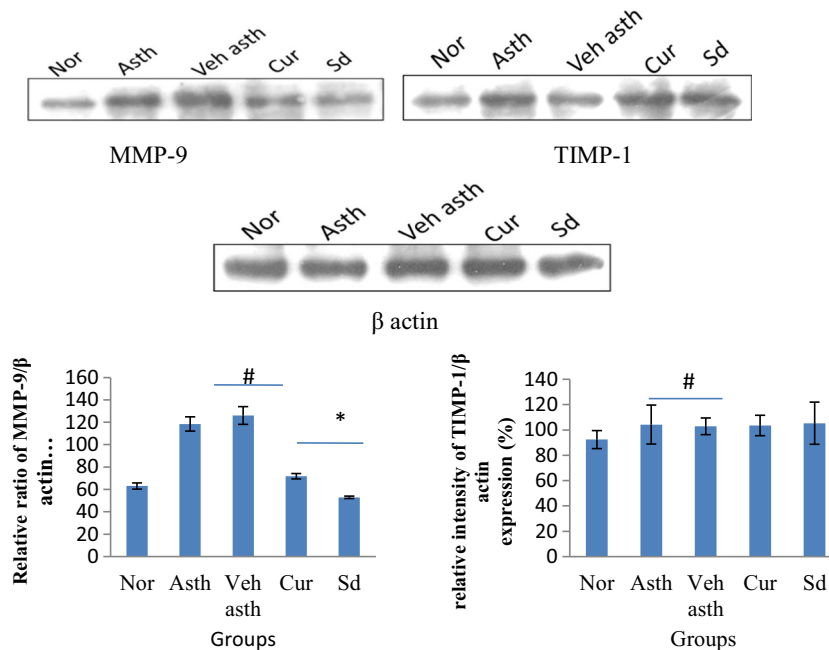 Nor Asth Veh asth Cur Sd
Nor Asth Veh asth Cur Sd
MMP-9
TIMP-1
Nor Asth Veh asth Cur Sd
β actin
Relative ratio of MMP-9/β
actin…
160
140
120
100
80
60
40
20
0
#
*
Nor Asth Veh Cur Sd
asth
Groups
relative intensity of TIMP-1/β
actin
expression (%)
140
120
100
80
60
40
20
0
#
Nor Asth Veh Cur Sd
asth
Groups